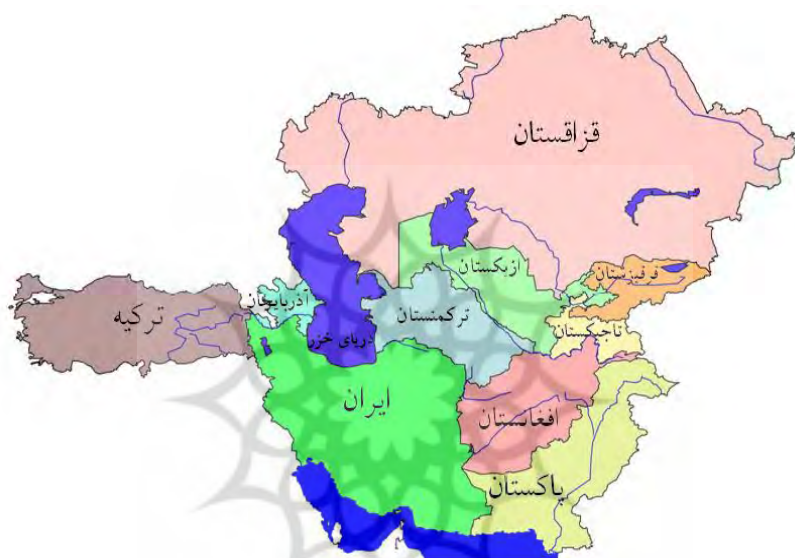 قزاقستان
ازبکستان
قرقیزستان
آذربایجان
ترکیه
ترکمنستان
تاجیکستان
دریای خزر
ایران
افغانستان
پاکستان